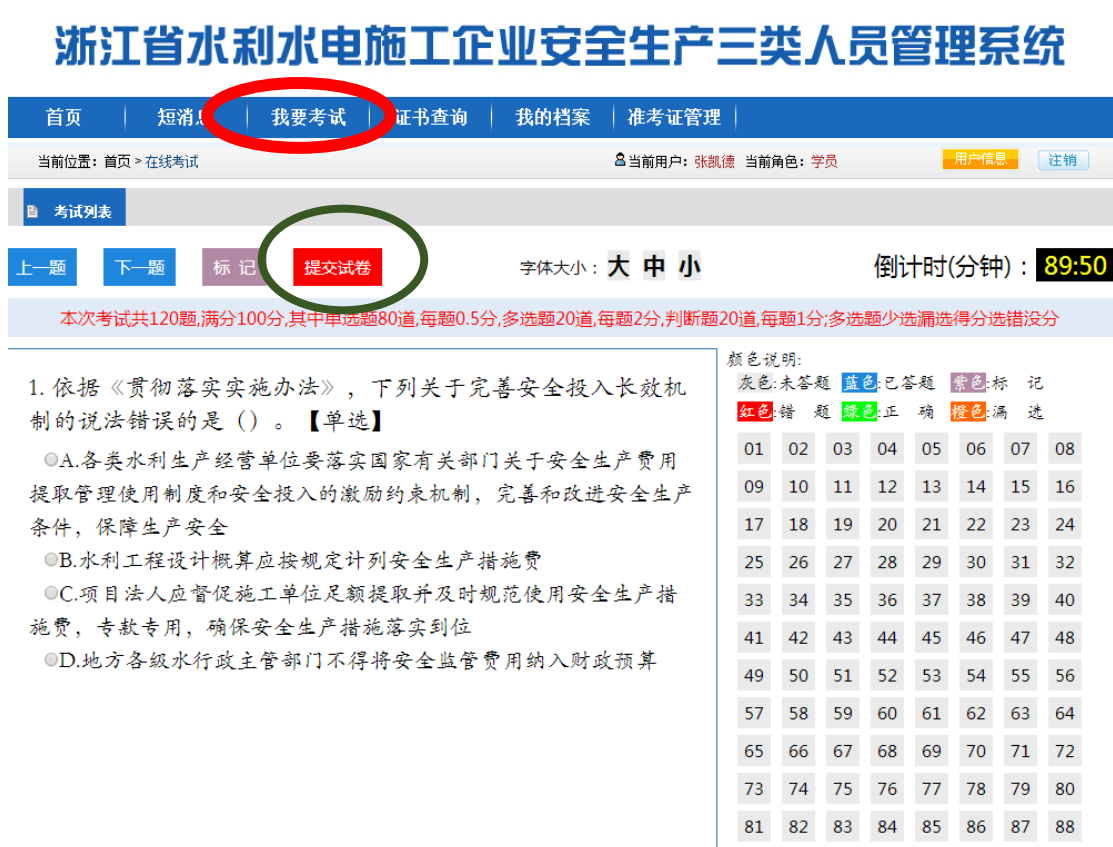 浙江省水利水电施工企业安全生产三类人员管理系统
首页 短消息 我要考试 证书查询 我的档案 准考证管理
当前位置：首页 > 在线考试 当前用户：张凯德 当前角色：学员 用户信息 注销
考试列表
上一题 下一题 标 记 提交试卷 字体大小：大 中 小 倒计时(分钟)：89:50
本次考试共120题,满分100分,其中单选题80道,每题0.5分,多选题20道,每题2分,判断题20道,每题1分;多选题少选漏选得分选错没分
1.依据《贯彻落实实施办法》，下列关于完善安全投入长效机
制的说法错误的是（）。【单选】
A.各类水利生产经营单位要落实国家有关部门关于安全生产费用
提取管理使用制度和安全投入的激励约束机制，完善和改进安全生产
条件，保障生产安全
B.水利工程设计概算应按规定计列安全生产措施费
C.项目法人应督促施工单位足额提取并及时规范使用安全生产措
施费，专款专用，确保安全生产措施落实到位
D.地方各级水行政主管部门不得将安全监管费用纳入财政预算
颜色说明:
灰色:未答题 蓝色:已答题 紫色:标 记
红色:错 题 绿色:正 确 橙色:漏 选
01 02 03 04 05 06 07 08
09 10 11 12 13 14 15 16
17 18 19 20 21 22 23 24
25 26 27 28 29 30 31 32
33 34 35 36 37 38 39 40
41 42 43 44 45 46 47 48
49 50 51 52 53 54 55 56
57 58 59 60 61 62 63 64
65 66 67 68 69 70 71 72
73 74 75 76 77 78 79 80
81 82 83 84 85 86 87 88